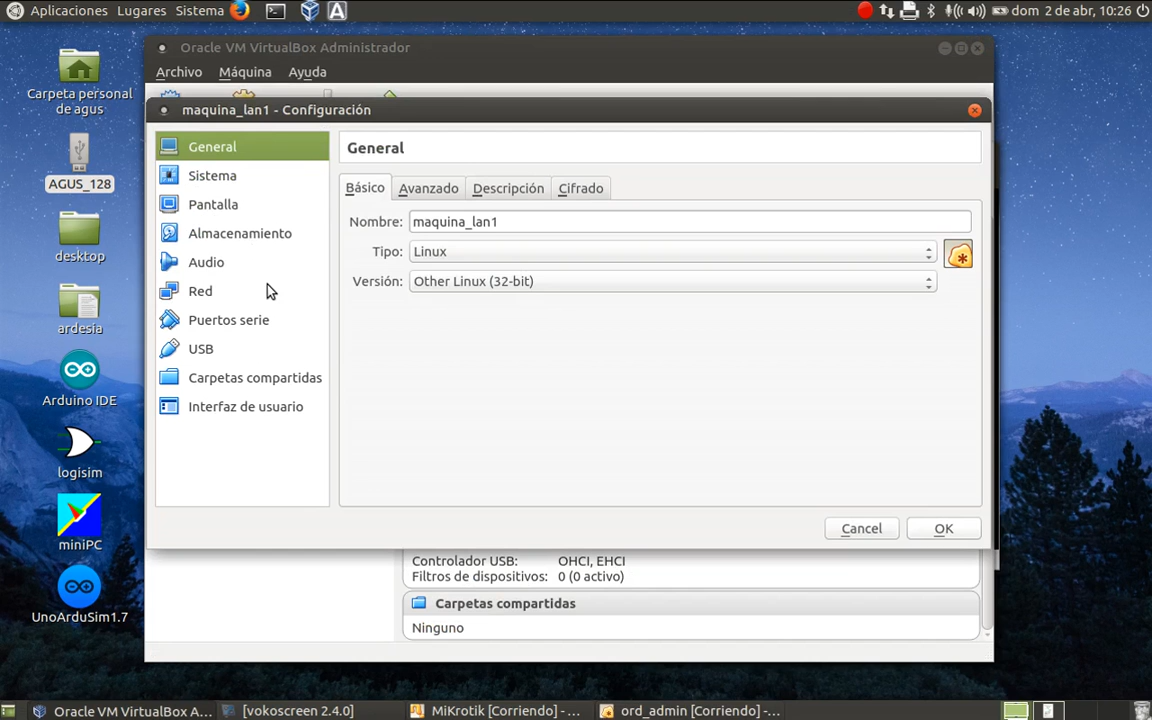 Aplicaciones Lugares Sistema
dom 2 de abr, 10:26
Carpeta personal
de agus
AGUS_128
desktop
ardesia
Arduino IDE
logisim
miniPC
UnoArduSim1.7
Oracle VM VirtualBox Administrador
Archivo Máquina Ayuda
maquina_lan1 - Configuración
General
Sistema
Pantalla
Almacenamiento
Audio
Red
Puertos serie
USB
Carpetas compartidas
Interfaz de usuario
General
Básico Avanzado Descripción Cifrado
Nombre: maquina_lan1
Tipo: Linux
Versión: Other Linux (32-bit)
Cancel OK
Controlador USB: OHCI, EHCI
Filtros de dispositivos: 0 (0 activo)
Carpetas compartidas
Ninguno
Oracle VM VirtualBox A... [vokoscreen 2.4.0] MiKrotik [Corriendo] -... ord_admin [Corriendo] -...